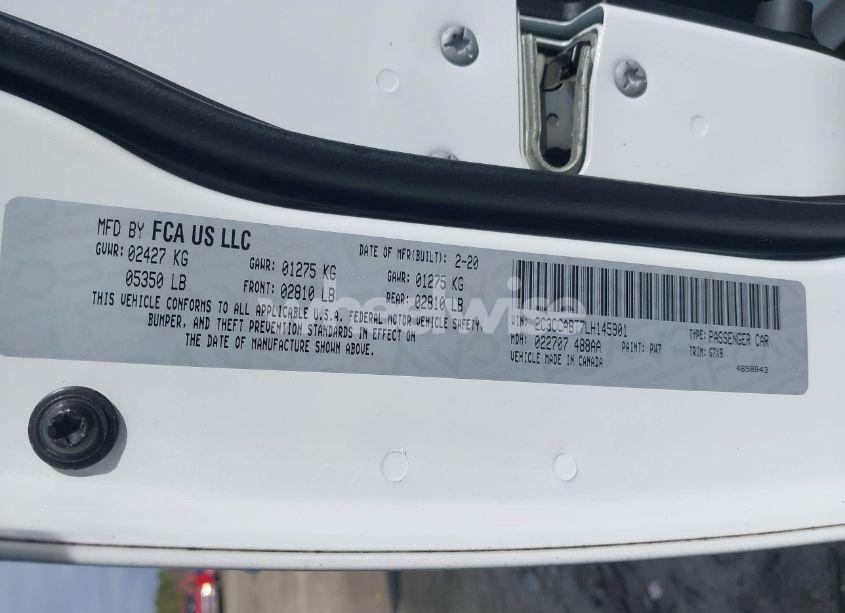 MFD BY FCA US LLC
DATE OF MFR(BUILT): 2-20
GVWR: 02427 KG
GAWR: 01275 KG
GAWR: 01275 KG
05350 LB
FRONT: 02810 LB
REAR: 02810 LB
THIS VEHICLE CONFORMS TO ALL APPLICABLE U.S.A. FEDERAL MOTOR VEHICLE SAFETY,
BUMPER, AND THEFT PREVENTION STANDARDS IN EFFECT ON
THE DATE OF MANUFACTURE SHOWN ABOVE.
VIN: 2C3CCABT7LH145901
TYPE: PASSENGER CAR
MDH: 022707 488AA
PAINT: PW7
TRIM: G7X9
VEHICLE MADE IN CANADA
4658843